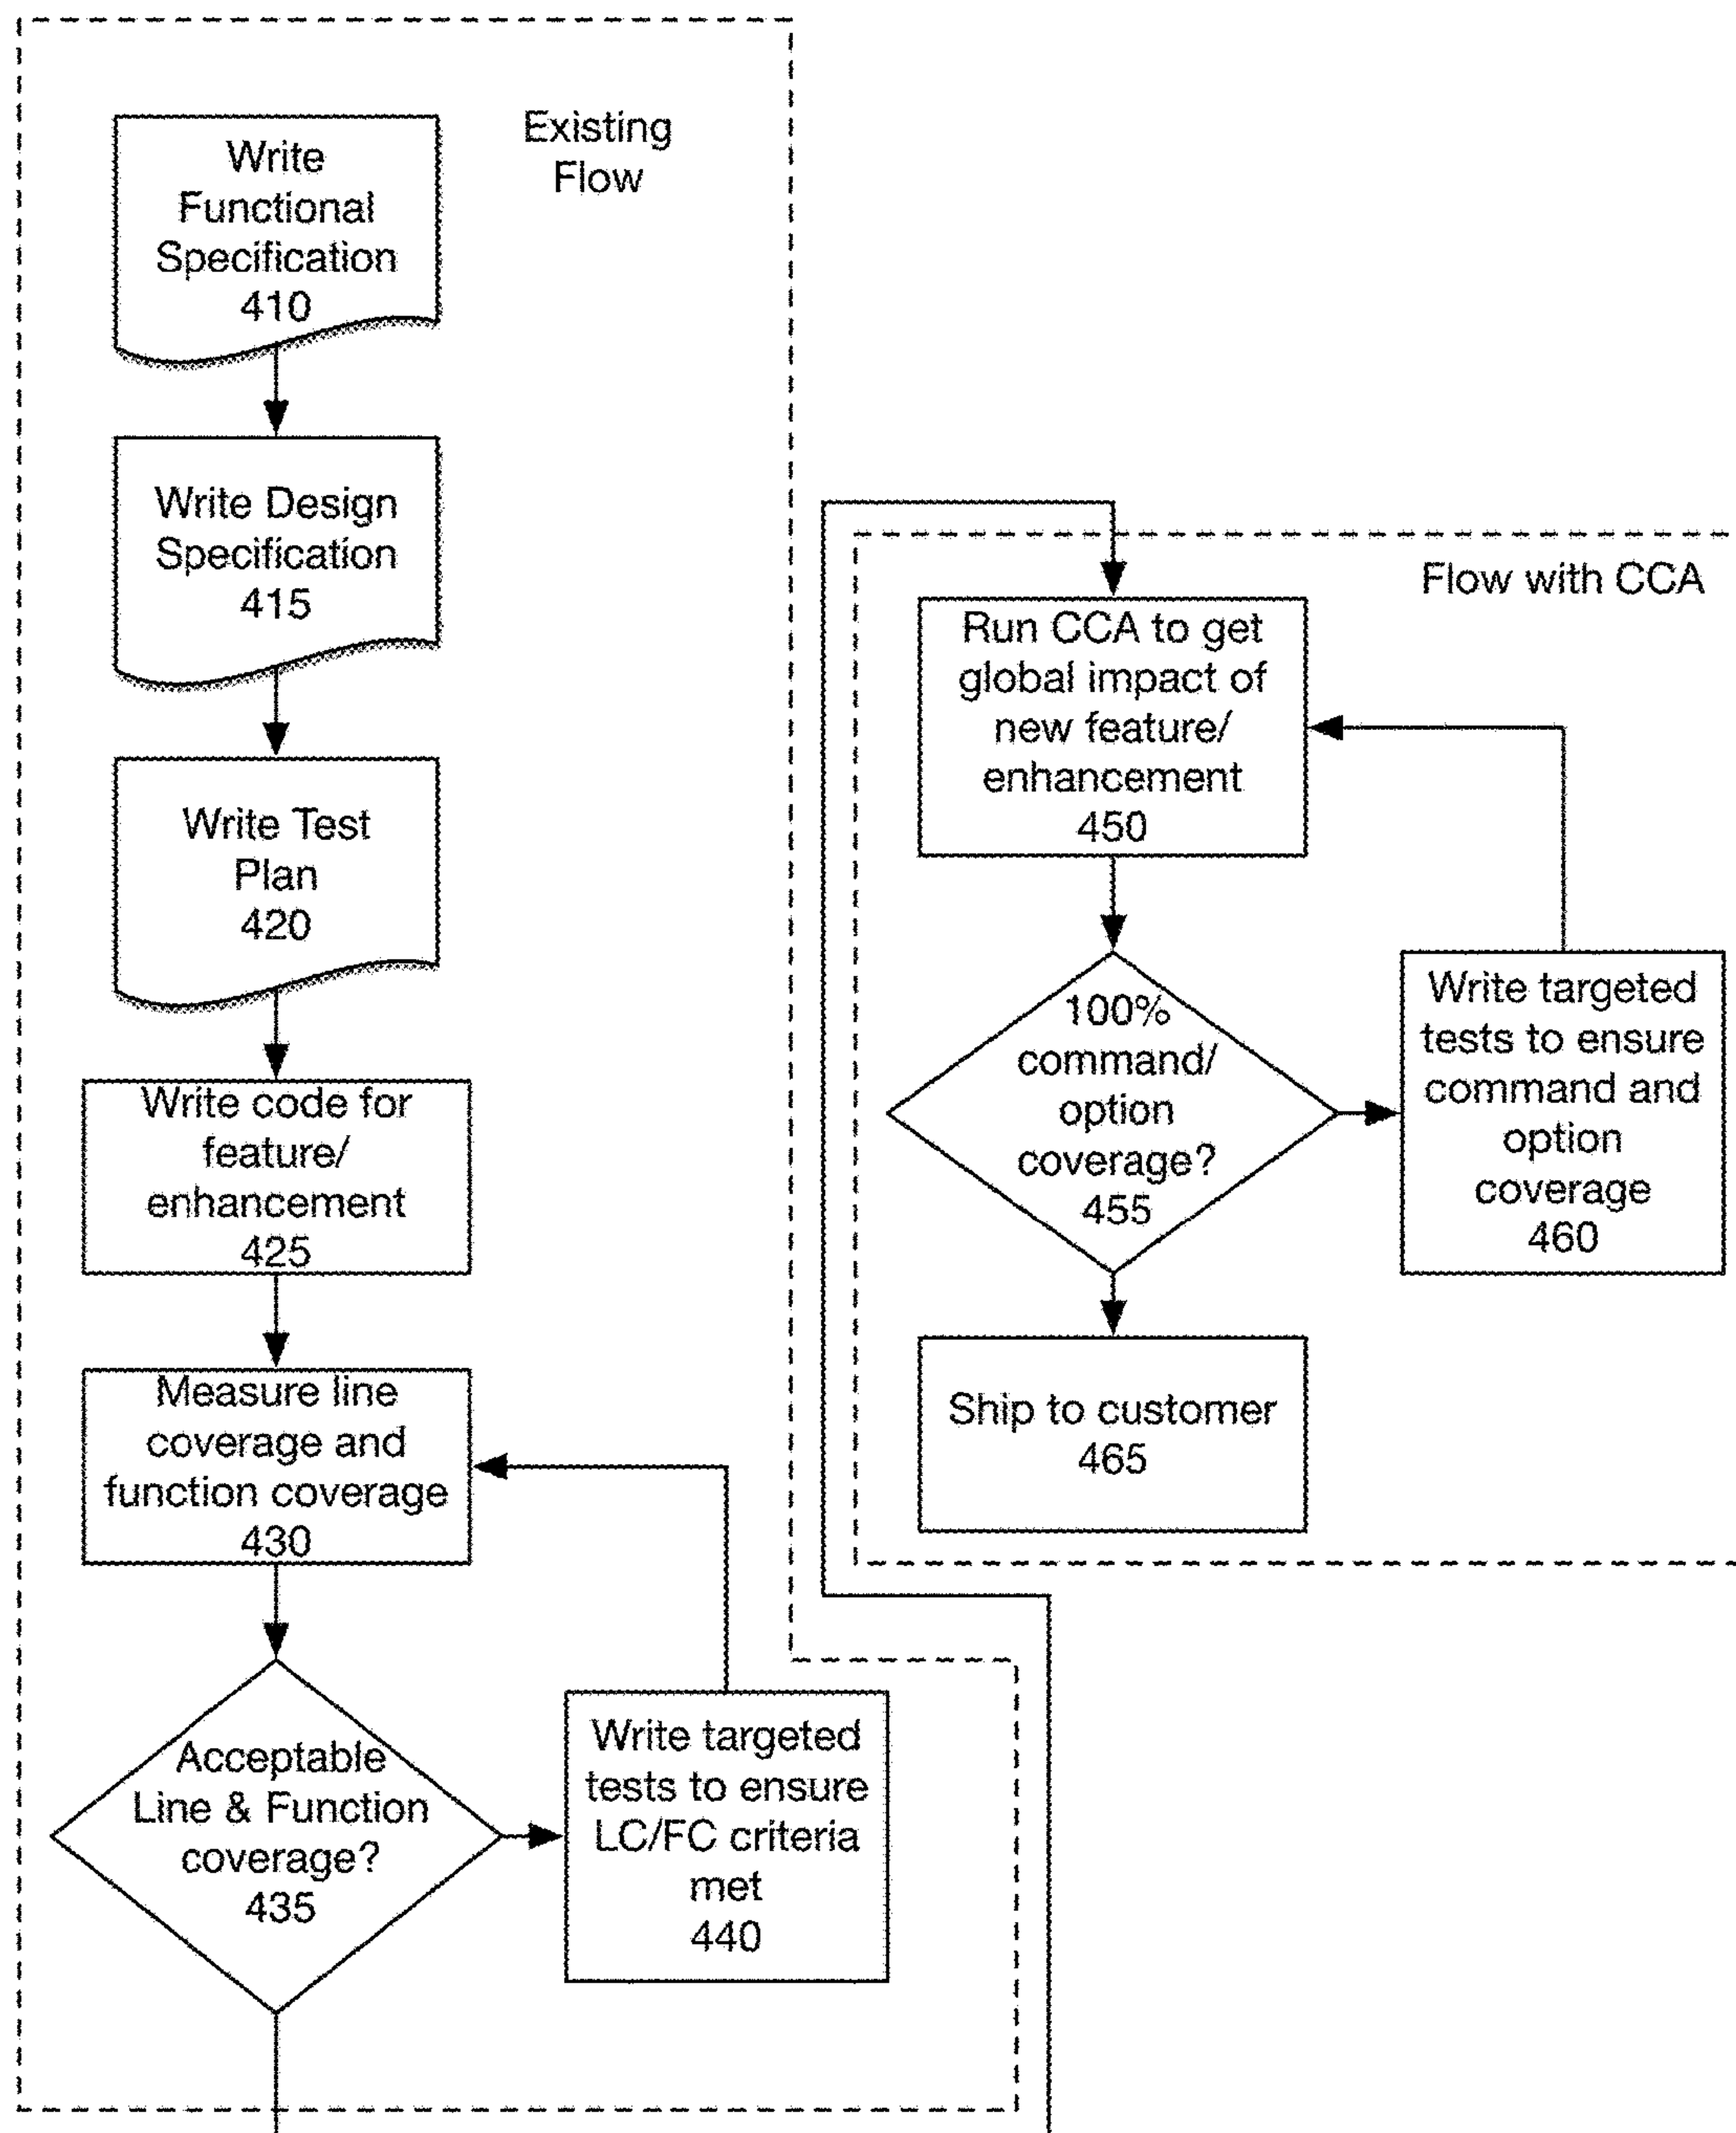 Existing
Flow
Write
Functional
Specification
410
Write Design
Specification
415
Write Test
Plan
420
Write code for
feature/
enhancement
425
Measure line
coverage and
function coverage
430
Acceptable
Line & Function
coverage?
435
Write targeted
tests to ensure
LC/FC criteria
met
440
Flow with CCA
Run CCA to get
global impact of
new feature/
enhancement
450
100%
command/
option
coverage?
455
Write targeted
tests to ensure
command and
option
coverage
460
Ship to customer
465